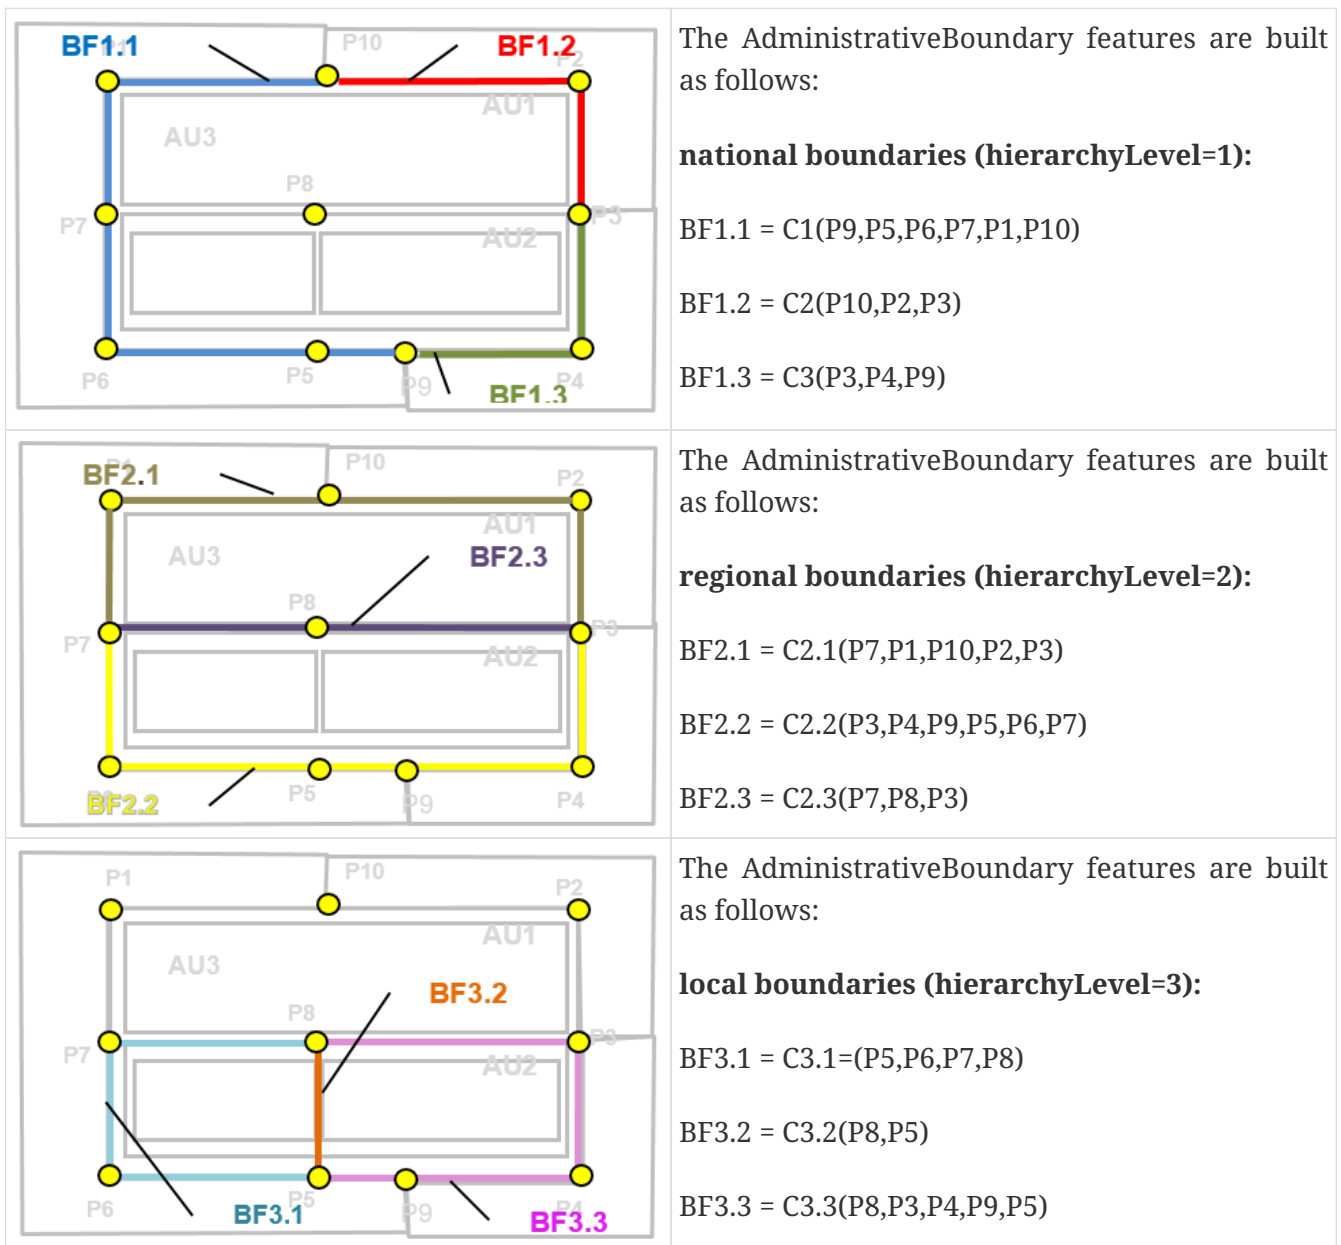 BF1.1
P10
BF1.2
P2
AU1
AU3
P8
P7
P3
AU2
P6
P5
P9
P4
BF1.3
The AdministrativeBoundary features are built
as follows:
national boundaries (hierarchyLevel=1):
BF1.1 = C1(P9,P5,P6,P7,P1,P10)
BF1.2 = C2(P10,P2,P3)
BF1.3 = C3(P3,P4,P9)
BF2.1
P10
P2
AU1
AU3
BF2.3
P8
P7
P3
AU2
BF2.2
P5
P9
P4
The AdministrativeBoundary features are built
as follows:
regional boundaries (hierarchyLevel=2):
BF2.1 = C2.1(P7,P1,P10,P2,P3)
BF2.2 = C2.2(P3,P4,P9,P5,P6,P7)
BF2.3 = C2.3(P7,P8,P3)
P1
P10
P2
AU1
AU3
BF3.2
P8
P7
P3
AU2
P6
BF3.1
P5
P9
P4
BF3.3
The AdministrativeBoundary features are built
as follows:
local boundaries (hierarchyLevel=3):
BF3.1 = C3.1=(P5,P6,P7,P8)
BF3.2 = C3.2(P8,P5)
BF3.3 = C3.3(P8,P3,P4,P9,P5)